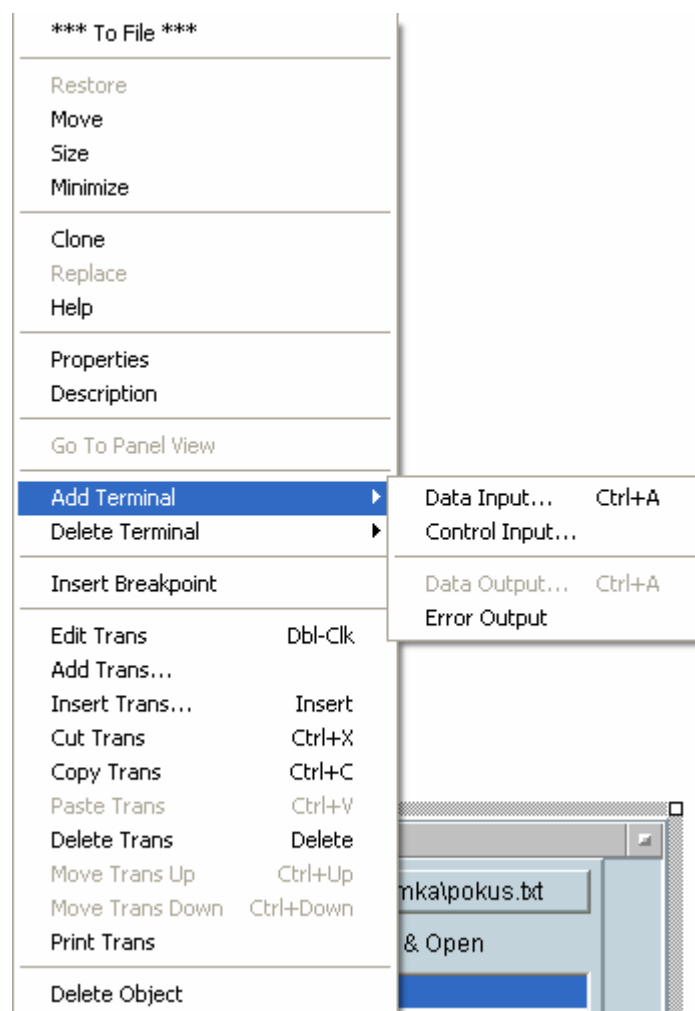 *** To File ***
Restore
Move
Size
Minimize
Clone
Replace
Help
Properties
Description
Go To Panel View
Add Terminal
Delete Terminal
Insert Breakpoint
Edit Trans Dbl-Clk
Add Trans...
Insert Trans... Insert
Cut Trans Ctrl+X
Copy Trans Ctrl+C
Paste Trans Ctrl+V
Delete Trans Delete
Move Trans Up Ctrl+Up
Move Trans Down Ctrl+Down
Print Trans
Delete Object
Data Input... Ctrl+A
Control Input...
Data Output... Ctrl+A
Error Output
mka\pokus.txt
& Open